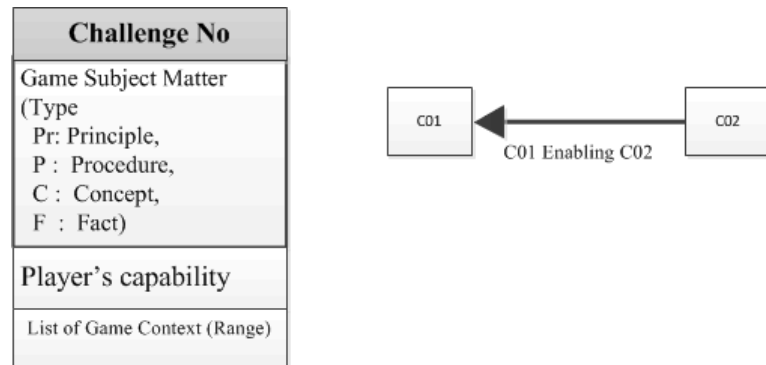 Challenge No
Game Subject Matter
(Type
Pr: Principle,
P : Procedure,
C : Concept,
F : Fact)
Player's capability
List of Game Context (Range)
C01
C02
C01 Enabling C02